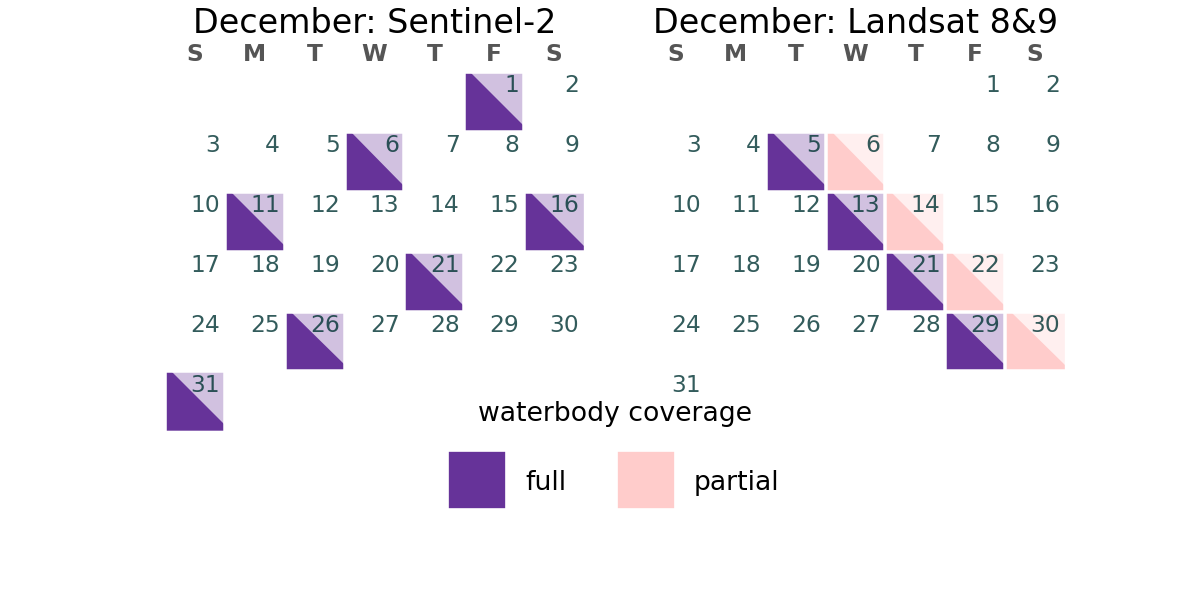 December: Sentinel-2
S M T W T F S
1 2
3 4 5 6 7 8 9
10 11 12 13 14 15 16
17 18 19 20 21 22 23
24 25 26 27 28 29 30
31
December: Landsat 8&9
S M T W T F S
1 2
3 4 5 6 7 8 9
10 11 12 13 14 15 16
17 18 19 20 21 22 23
24 25 26 27 28 29 30
31
waterbody coverage
full
partial